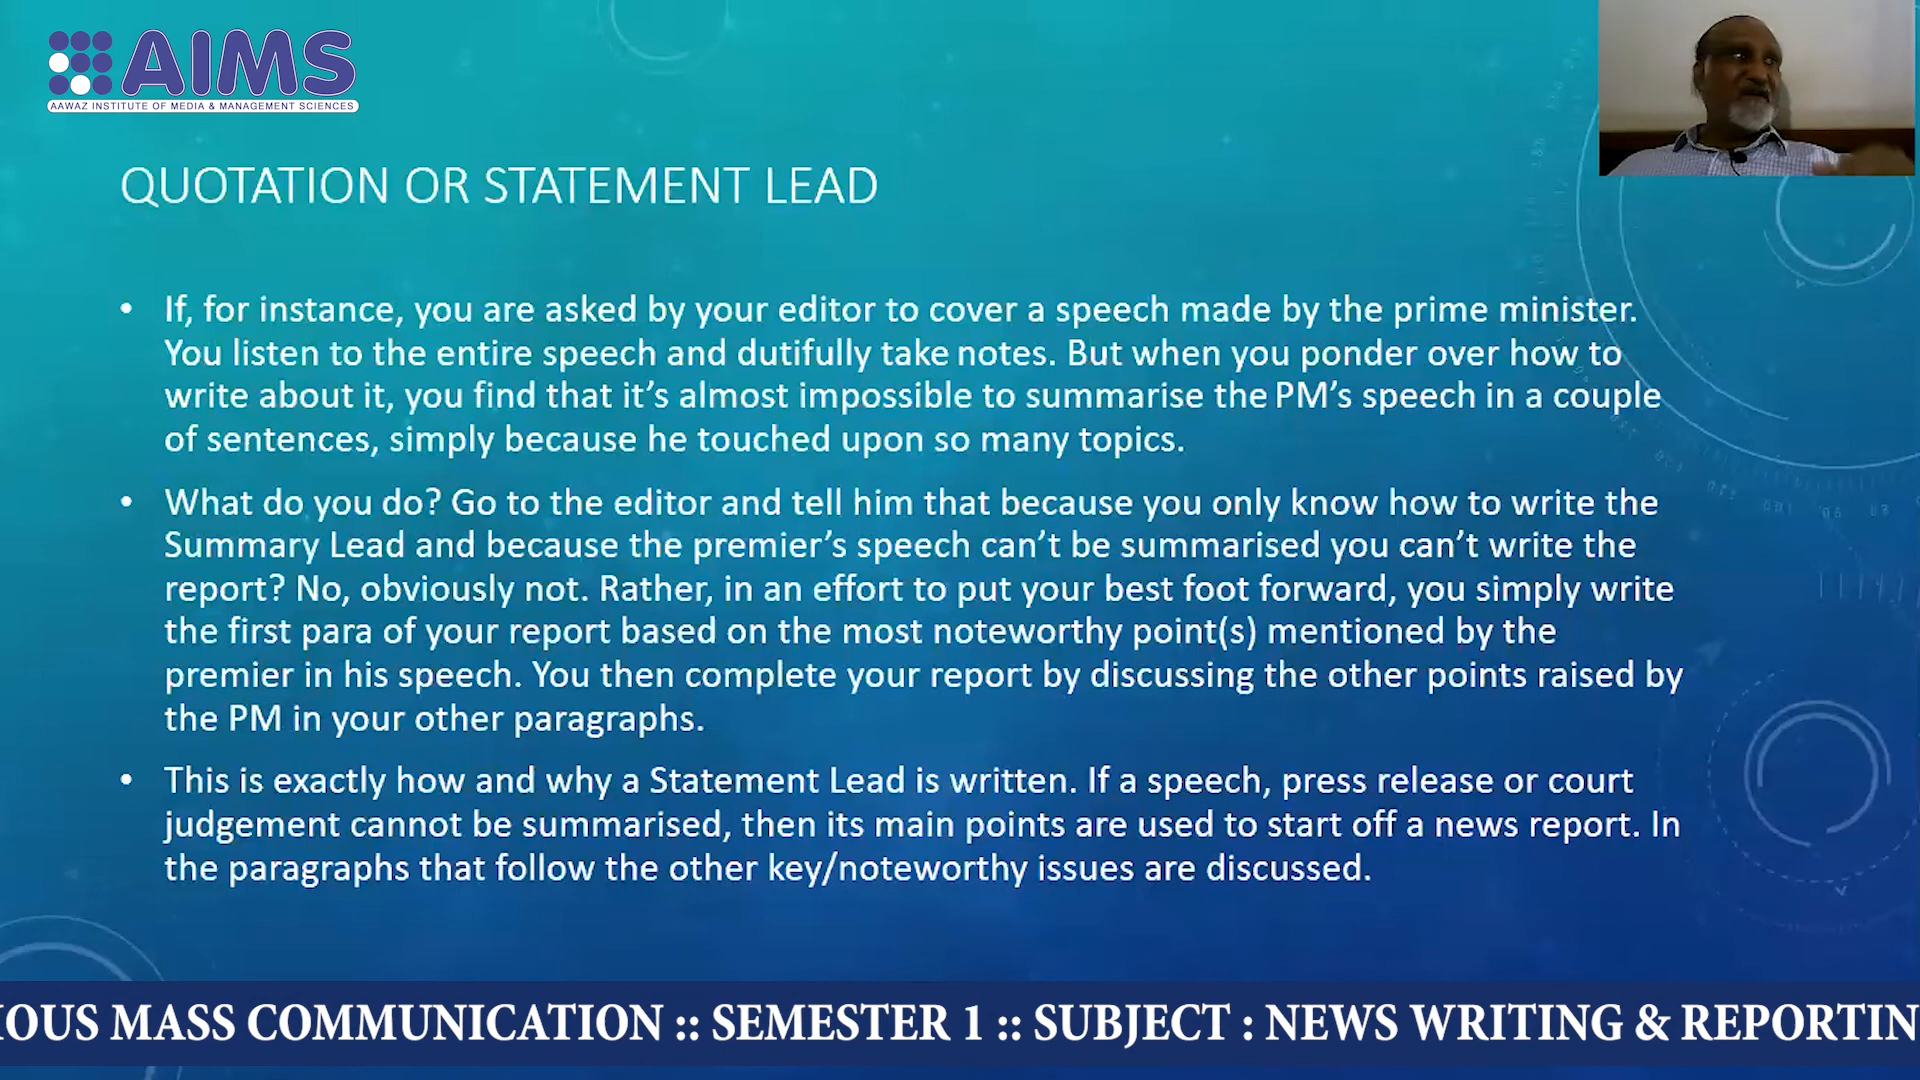 AIMS
AAWAZ INSTITUTE OF MEDIA & MANAGEMENT SCIENCES
QUOTATION OR STATEMENT LEAD
• If, for instance, you are asked by your editor to cover a speech made by the prime minister.
You listen to the entire speech and dutifully take notes. But when you ponder over how to
write about it, you find that it’s almost impossible to summarise the PM’s speech in a couple
of sentences, simply because he touched upon so many topics.
• What do you do? Go to the editor and tell him that because you only know how to write the
Summary Lead and because the premier’s speech can’t be summarised you can’t write the
report? No, obviously not. Rather, in an effort to put your best foot forward, you simply write
the first para of your report based on the most noteworthy point(s) mentioned by the
premier in his speech. You then complete your report by discussing the other points raised by
the PM in your other paragraphs.
• This is exactly how and why a Statement Lead is written. If a speech, press release or court
judgement cannot be summarised, then its main points are used to start off a news report. In
the paragraphs that follow the other key/noteworthy issues are discussed.
IOUS MASS COMMUNICATION :: SEMESTER 1 :: SUBJECT : NEWS WRITING & REPORTIN